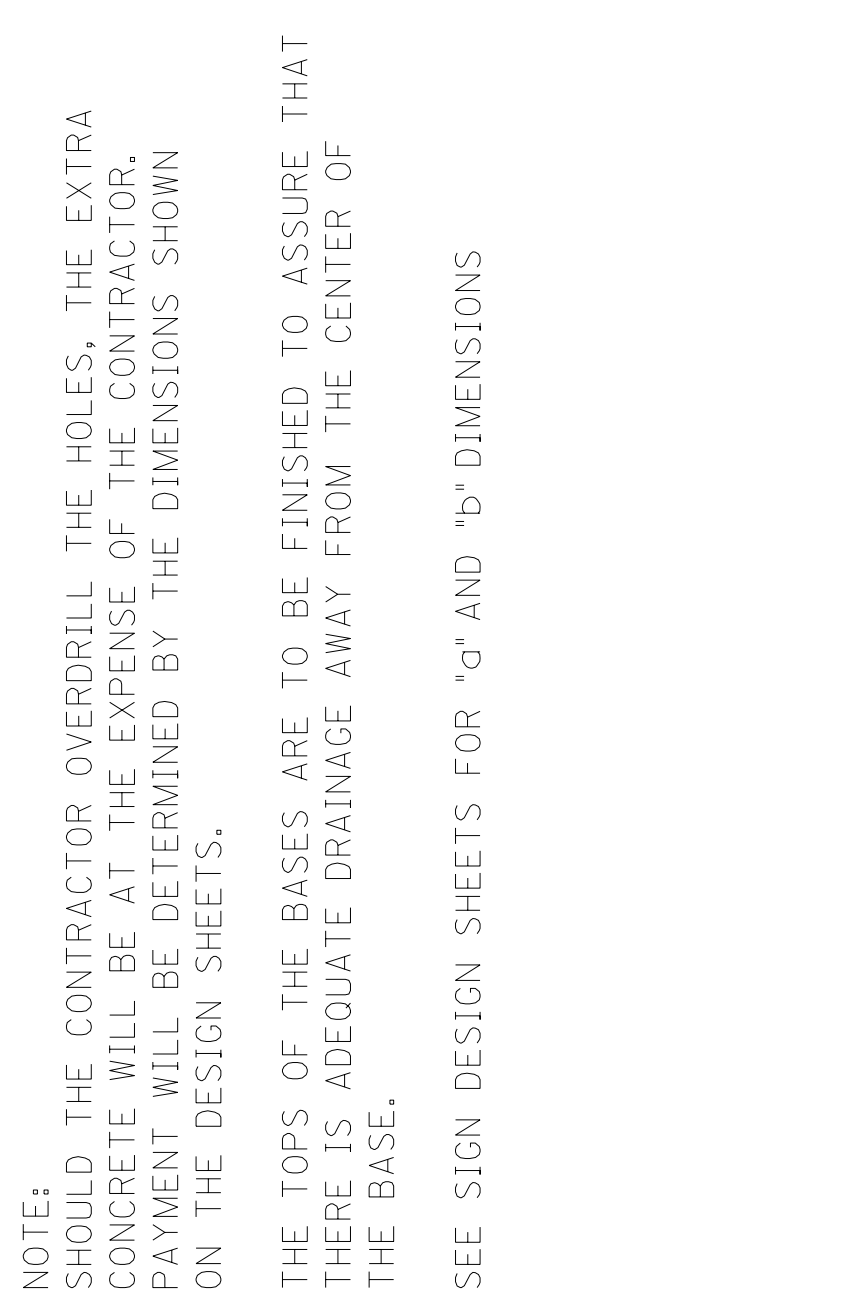 NOTE:
SHOULD THE CONTRACTOR OVERDRILL THE HOLES, THE EXTRA
CONCRETE WILL BE AT THE EXPENSE OF THE CONTRACTOR.
PAYMENT WILL BE DETERMINED BY THE DIMENSIONS SHOWN
ON THE DESIGN SHEETS.
THE TOPS OF THE BASES ARE TO BE FINISHED TO ASSURE THAT
THERE IS ADEQUATE DRAINAGE AWAY FROM THE CENTER OF
THE BASE.
SEE SIGN DESIGN SHEETS FOR "a" AND "b" DIMENSIONS